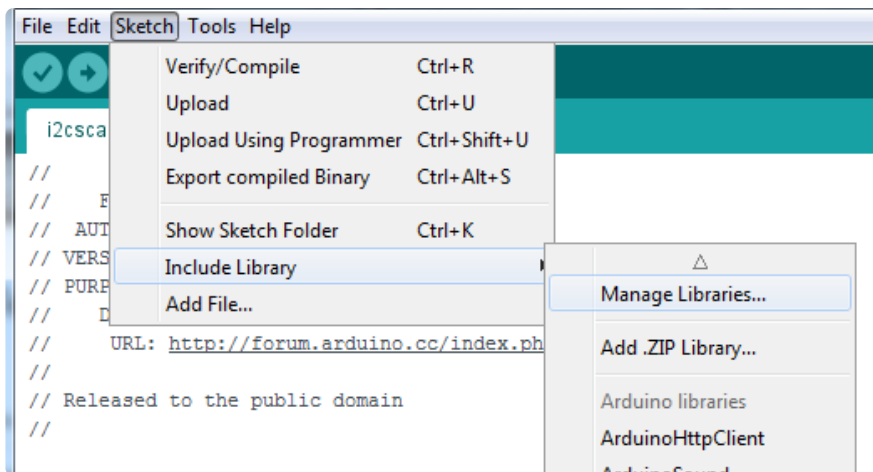 File Edit Sketch Tools Help
Verify/Compile Ctrl+R
Upload Ctrl+U
Upload Using Programmer Ctrl+Shift+U
Export compiled Binary Ctrl+Alt+S
Show Sketch Folder Ctrl+K
Include Library
Add File...
Manage Libraries...
Add .ZIP Library...
Arduino libraries
ArduinoHttpClient
ArduinoSound
i2csca
//
// F
// AUT
// VERS
// PURP
// D
// URL: http://forum.arduino.cc/index.ph
//
// Released to the public domain
//